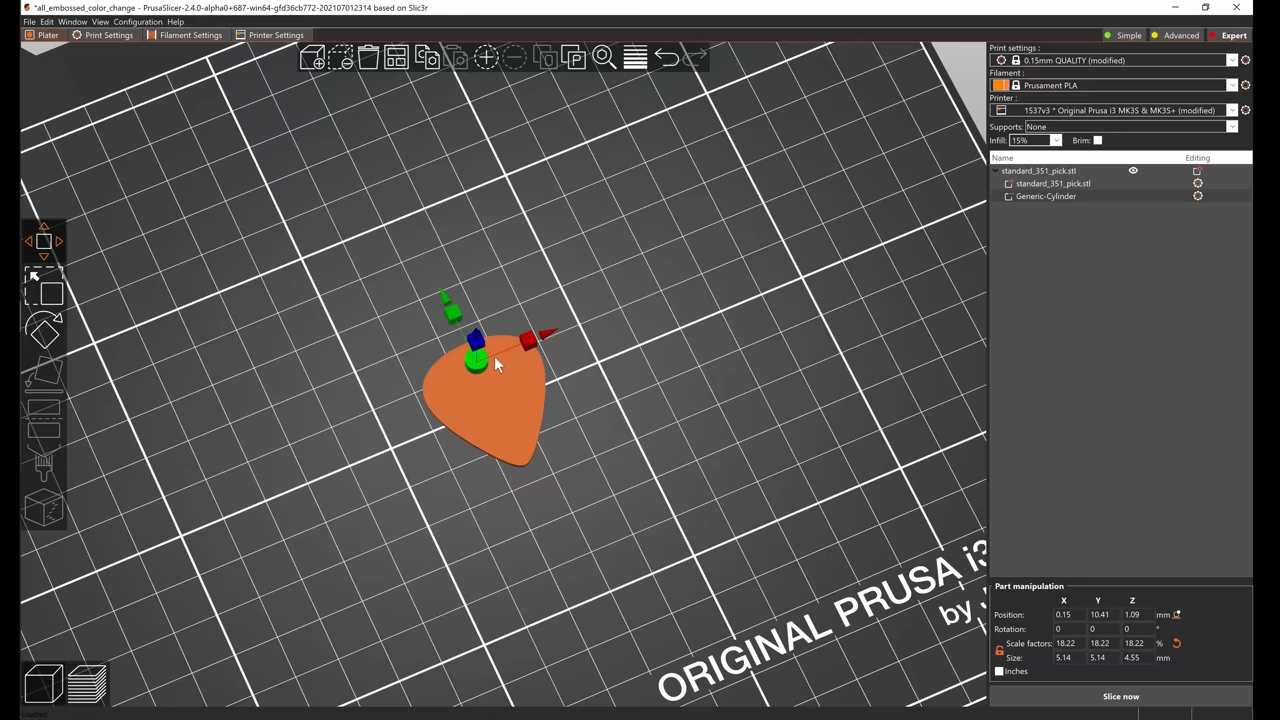 *all_embossed_color_change - PrusaSlicer-2.4.0-alpha0+687-win64-gfd36cb772-202107012314 based on Slic3r
File Edit Window View Configuration Help
Plater Print Settings Filament Settings Printer Settings Simple Advanced Expert
Print settings :
0.15mm QUALITY (modified)
Filament :
Prusament PLA
Printer :
1537v3 * Original Prusa i3 MK3S & MK3S+ (modified)
Supports: None
Infill: 15% Brim:
Name Editing
standard_351_pick.stl
standard_351_pick.stl
Generic-Cylinder
ORIGINAL PRUSA i3
by
Part manipulation
X Y Z
Position: 0.15 10.41 1.09 mm
Rotation: 0 0 0 °
Scale factors: 18.22 18.22 18.22 %
Size: 5.14 5.14 4.55 mm
Inches
Slice now